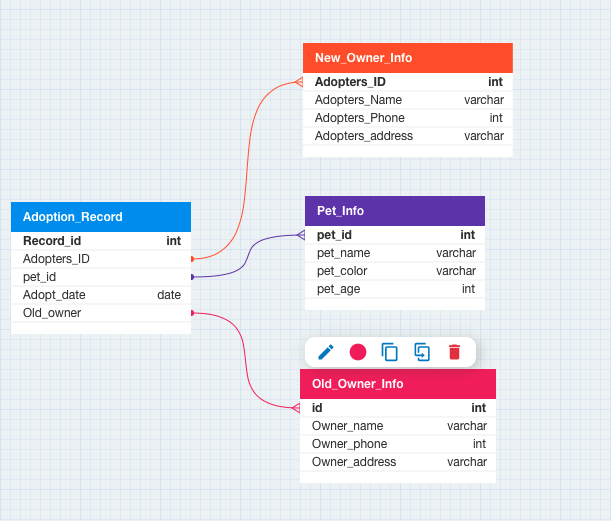 New_Owner_Info
Adopters_ID int
Adopters_Name varchar
Adopters_Phone int
Adopters_address varchar
Adoption_Record
Record_id int
Adopters_ID
pet_id
Adopt_date date
Old_owner
Pet_Info
pet_id int
pet_name varchar
pet_color varchar
pet_age int
Old_Owner_Info
id int
Owner_name varchar
Owner_phone int
Owner_address varchar